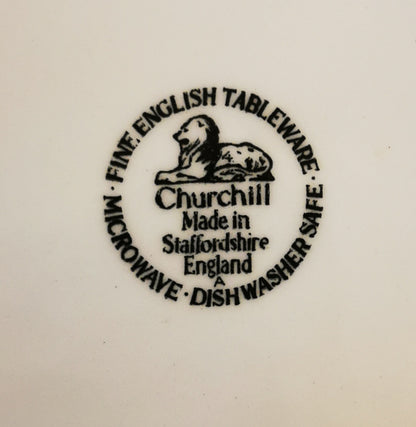 · FINE ENGLISH TABLEWARE ·
Churchill
Made in
Staffordshire
England
A
MICROWAVE · DISHWASHER SAFE